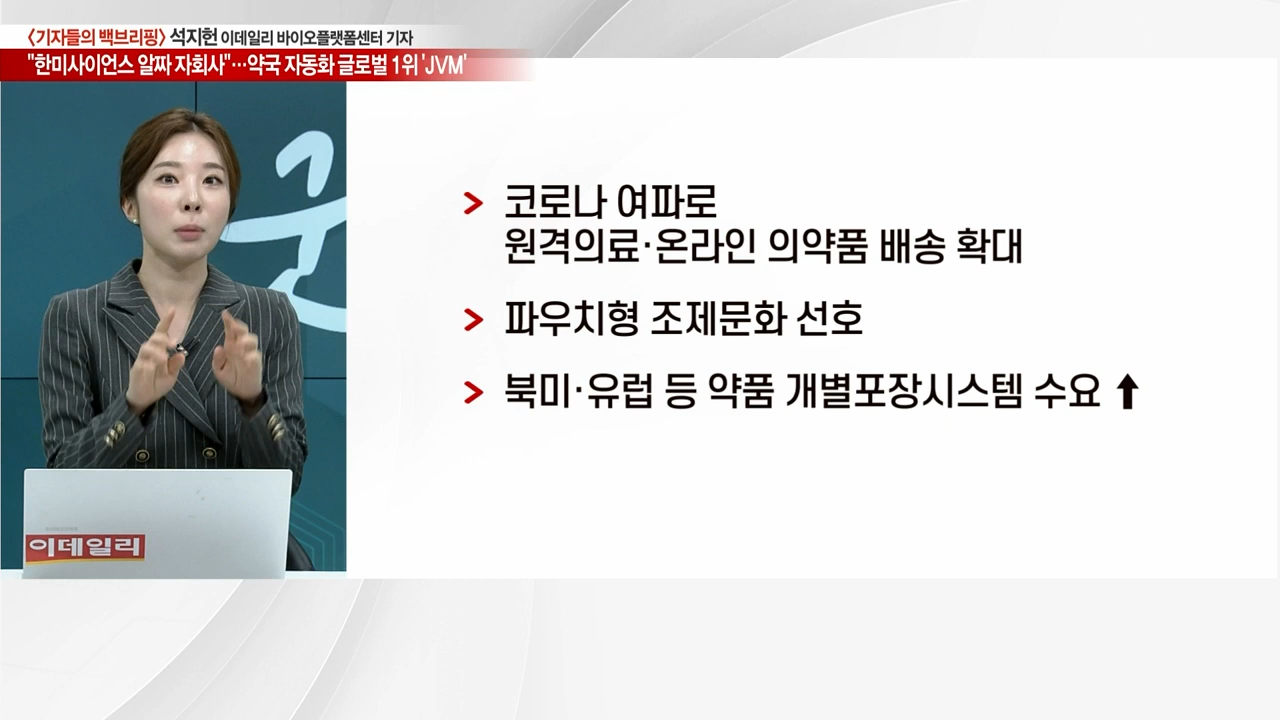 <기자들의 백브리핑> 석지헌 이데일리 바이오플랫폼센터 기자
"한미사이언스 알짜 자회사"…약국 자동화 글로벌 1위 'JVM'
> 코로나 여파로
원격의료·온라인 의약품 배송 확대
> 파우치형 조제문화 선호
> 북미·유럽 등 약품 개별포장시스템 수요 ⬆
이데일리